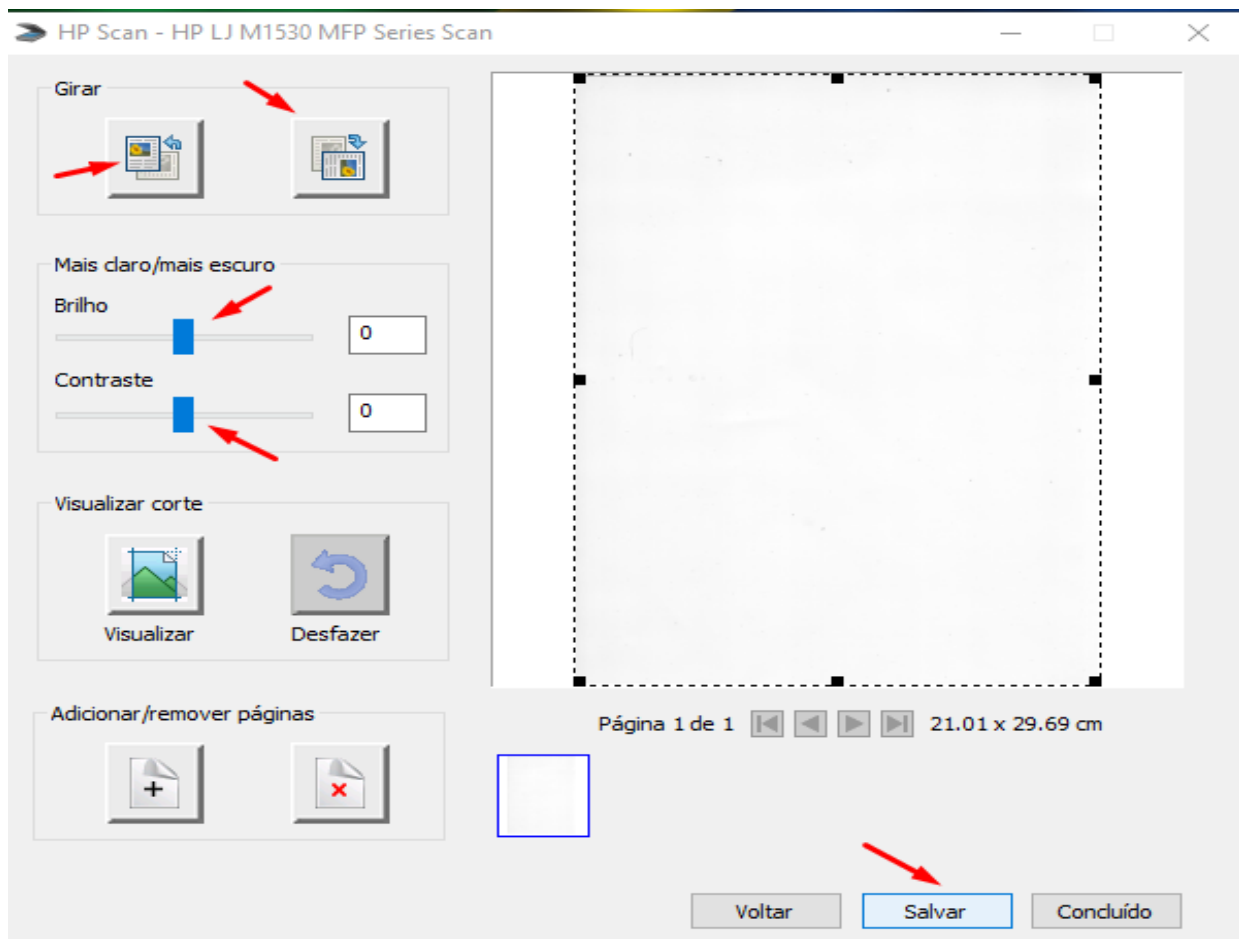 HP Scan - HP LJ M1530 MFP Series Scan
Girar
Mais claro/mais escuro
Brilho
0
Contraste
0
Visualizar corte
Visualizar
Desfazer
Adicionar/remover páginas
Página 1 de 1
21.01 x 29.69 cm
Voltar
Salvar
Concluído